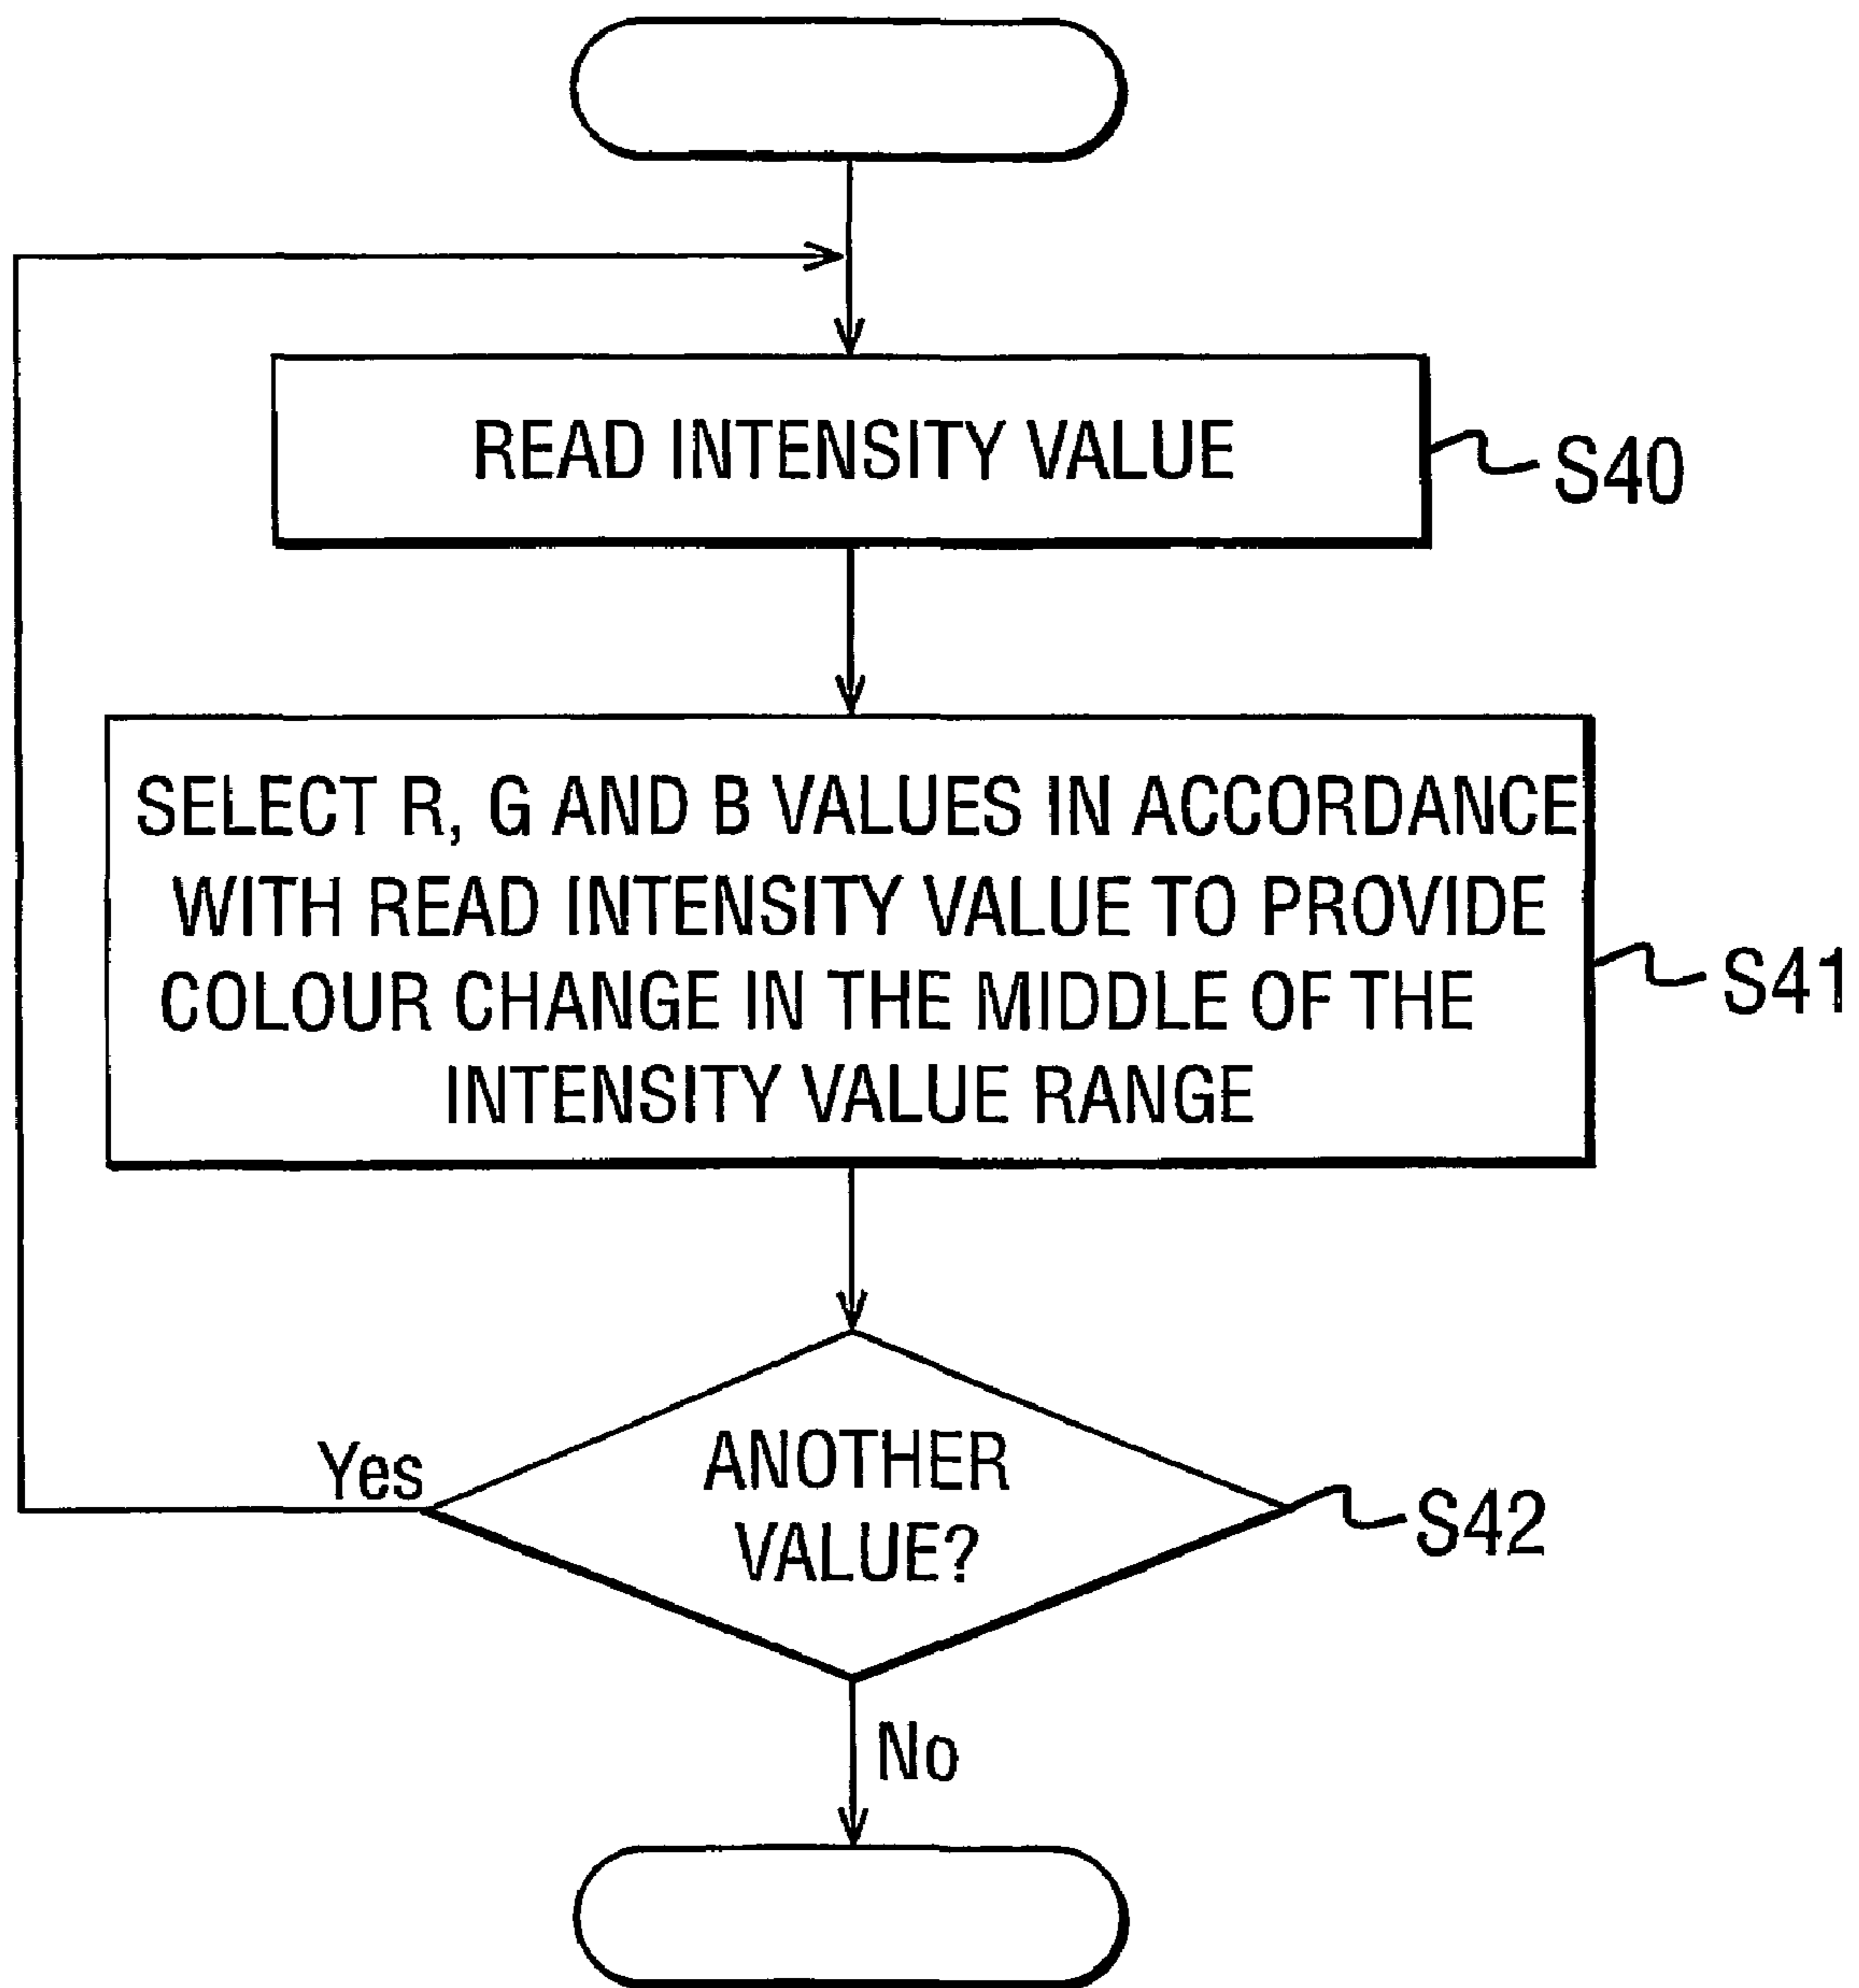 READ INTENSITY VALUE
S40
SELECT R, G AND B VALUES IN ACCORDANCE
WITH READ INTENSITY VALUE TO PROVIDE
COLOUR CHANGE IN THE MIDDLE OF THE
INTENSITY VALUE RANGE
S41
Yes
ANOTHER
VALUE?
S42
No